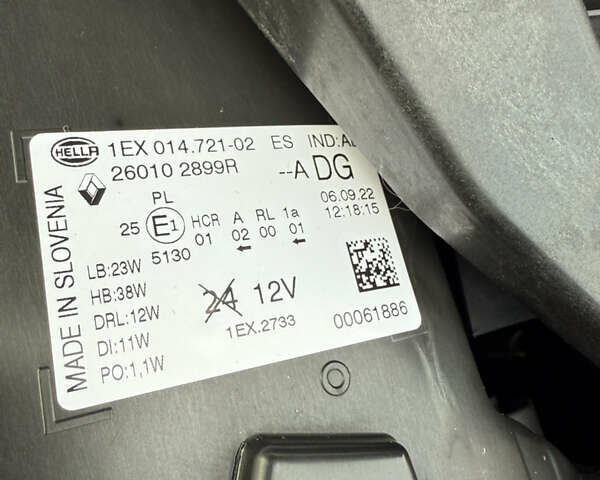 HELLA 1EX 014.721-02 ES IND:A
26010 2899R --A DG
PL 06.09.22
25 E1 HCR A RL 1a 12:18:15
01 02 00 01
5130
LB:23W
HB:38W 24 12V
DRL:12W 1EX.2733 00061886
DI:11W
PO:1,1W
MADE IN SLOVENIA